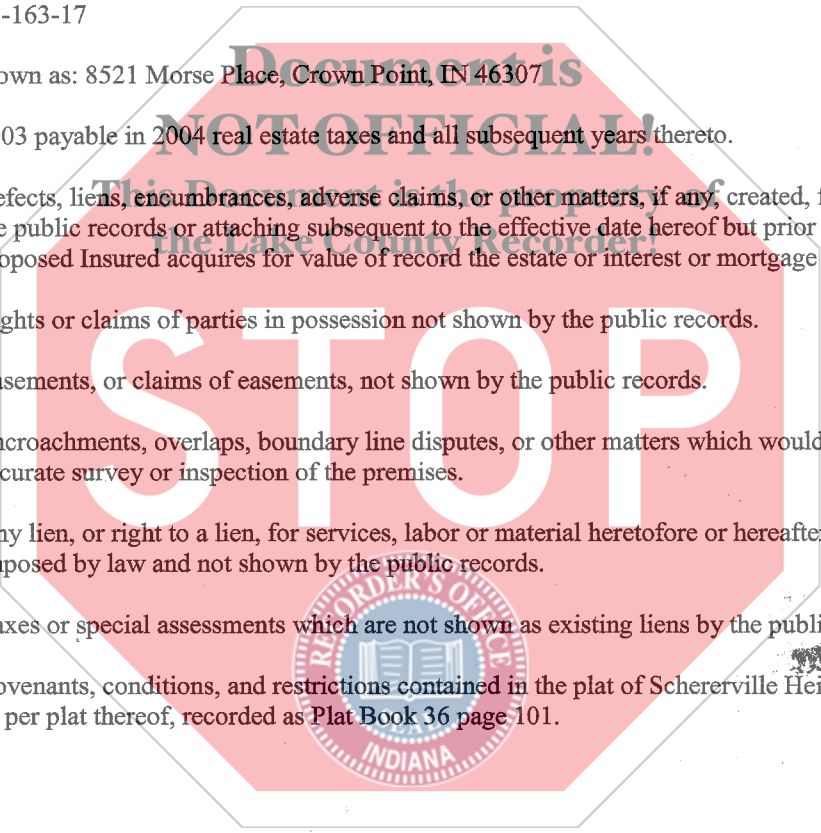 -163-17
own as: 8521 Morse Place, Crown Point, IN 46307
Document is
03 payable in 2004 real estate taxes and all subsequent years thereto.
NOT OFFICIAL!
efects, liens, encumbrances, adverse claims, or other matters, if any, created,
This Document is the property of
e public records or attaching subsequent to the effective date hereof but prior
the Lake County Recorder!
oposed Insured acquires for value of record the estate or interest or mortgage
ghts or claims of parties in possession not shown by the public records.
STOP
asements, or claims of easements, not shown by the public records.
ncroachments, overlaps, boundary line disputes, or other matters which would
curate survey or inspection of the premises.
ny lien, or right to a lien, for services, labor or material heretofore or hereafter
nposed by law and not shown by the public records.
axes or special assessments which are not shown as existing liens by the publi
ovenants, conditions, and restrictions contained in the plat of Schererville Hei
per plat thereof, recorded as Plat Book 36 page 101.
RECORDER'S OFFICE
SEAL
INDIANA